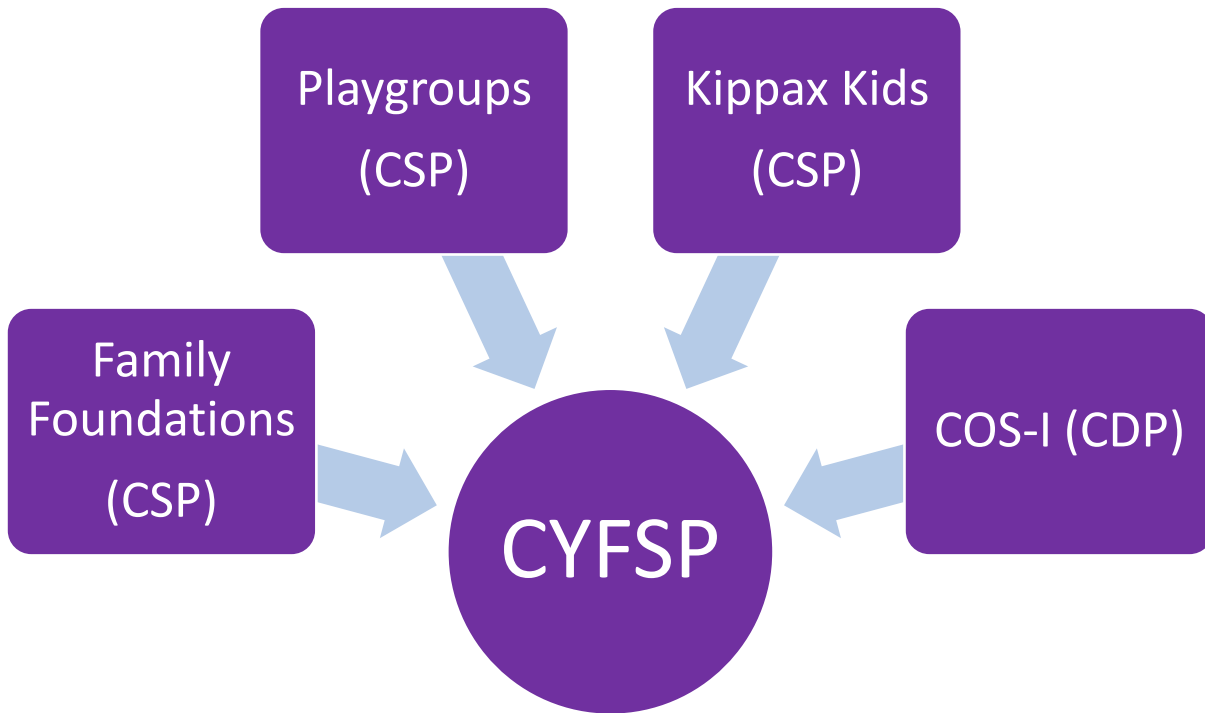 Playgroups
(CSP)
Kippax Kids
(CSP)
Family
Foundations
(CSP)
COS-I (CDP)
CYFSP